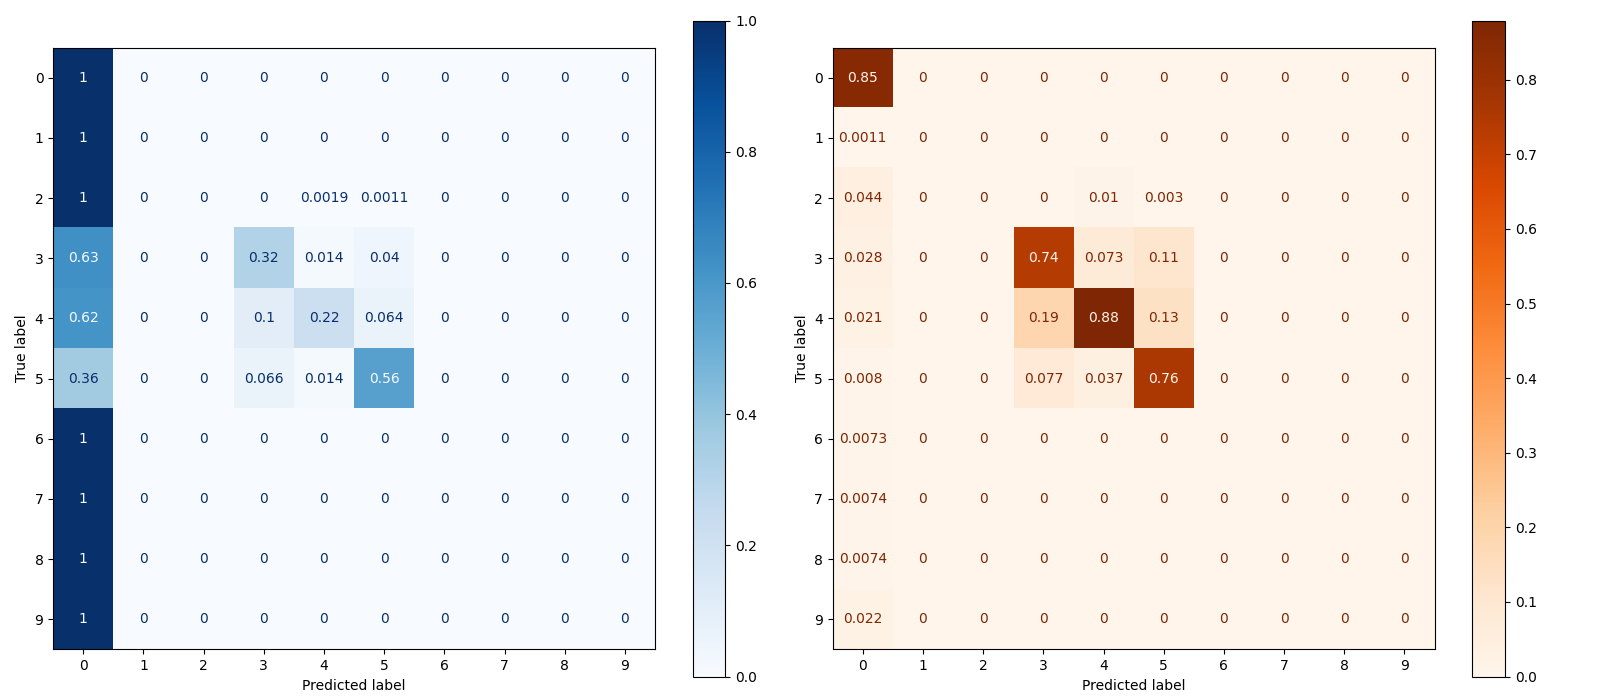 0 1 0 0 0 0 0 0 0 0 0
1 1 0 0 0 0 0 0 0 0 0
2 1 0 0 0 0.0019 0.0011 0 0 0 0
3 0.63 0 0 0.32 0.014 0.04 0 0 0 0
4 0.62 0 0 0.1 0.22 0.064 0 0 0 0
5 0.36 0 0 0.066 0.014 0.56 0 0 0 0
6 1 0 0 0 0 0 0 0 0 0
7 1 0 0 0 0 0 0 0 0 0
8 1 0 0 0 0 0 0 0 0 0
9 1 0 0 0 0 0 0 0 0 0
0 1 2 3 4 5 6 7 8 9
True label
Predicted label
1.0
0.8
0.6
0.4
0.2
0.0
0 0.85 0 0 0 0 0 0 0 0 0
1 0.0011 0 0 0 0 0 0 0 0 0
2 0.044 0 0 0 0.01 0.003 0 0 0 0
3 0.028 0 0 0.74 0.073 0.11 0 0 0 0
4 0.021 0 0 0.19 0.88 0.13 0 0 0 0
5 0.008 0 0 0.077 0.037 0.76 0 0 0 0
6 0.0073 0 0 0 0 0 0 0 0 0
7 0.0074 0 0 0 0 0 0 0 0 0
8 0.0074 0 0 0 0 0 0 0 0 0
9 0.022 0 0 0 0 0 0 0 0 0
0 1 2 3 4 5 6 7 8 9
True label
Predicted label
0.8
0.7
0.6
0.5
0.4
0.3
0.2
0.1
0.0